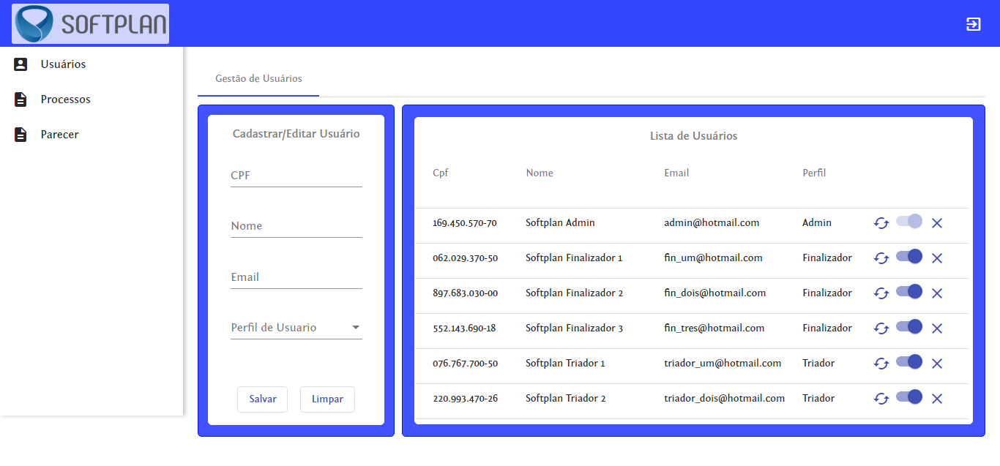 SOFTPLAN
Usuários
Processos
Parecer
Gestão de Usuários
Cadastrar/Editar Usuário
CPF
Nome
Email
Perfil de Usuario
Salvar Limpar
Lista de Usuários
Cpf Nome Email Perfil
169.450.570-70 Softplan Admin admin@hotmail.com Admin
062.029.370-50 Softplan Finalizador 1 fin_um@hotmail.com Finalizador
897.683.030-00 Softplan Finalizador 2 fin_dois@hotmail.com Finalizador
552.143.690-18 Softplan Finalizador 3 fin_tres@hotmail.com Finalizador
076.767.700-50 Softplan Triador 1 triador_um@hotmail.com Triador
220.993.470-26 Softplan Triador 2 triador_dois@hotmail.com Triador